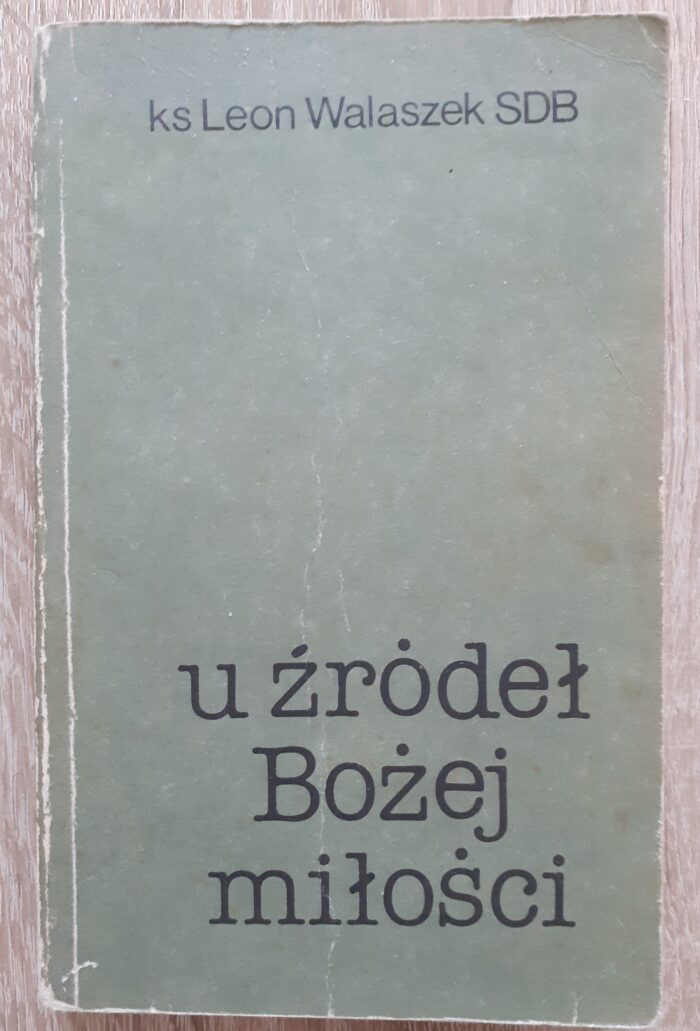 ks Leon Walaszek SDB
u źródeł
Bożej
miłości